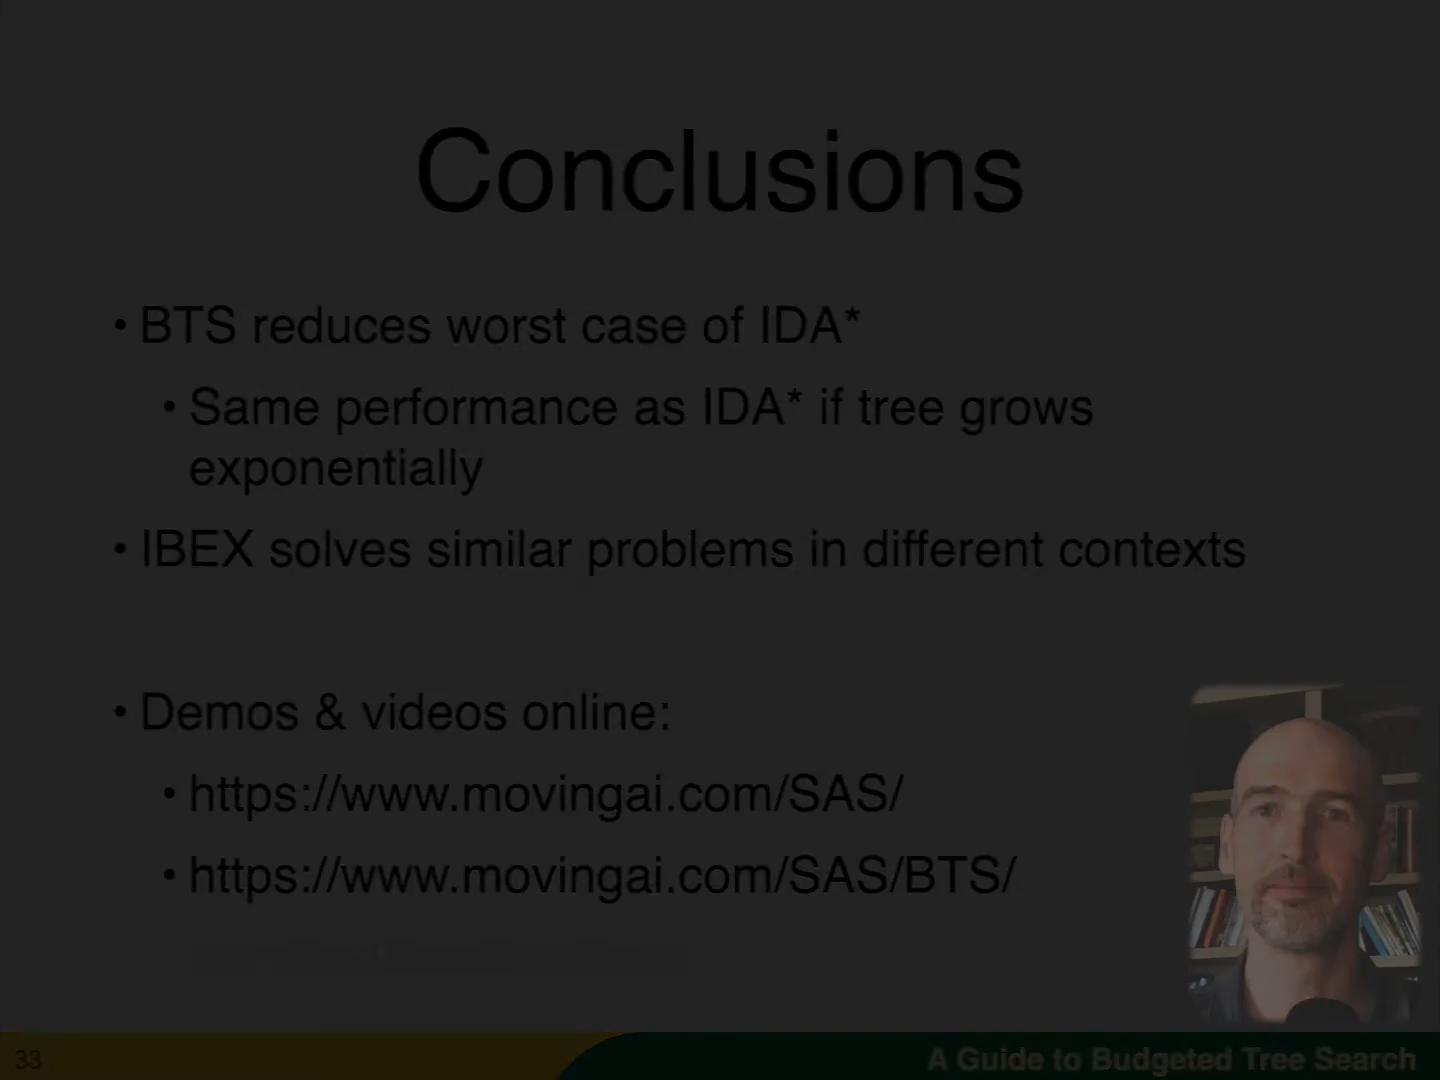 Conclusions
• BTS reduces worst case of IDA*
• Same performance as IDA* if tree grows
exponentially
• IBEX solves similar problems in different contexts
• Demos & videos online:
• https://www.movingai.com/SAS/
• https://www.movingai.com/SAS/BTS/
33
A Guide to Budgeted Tree Search